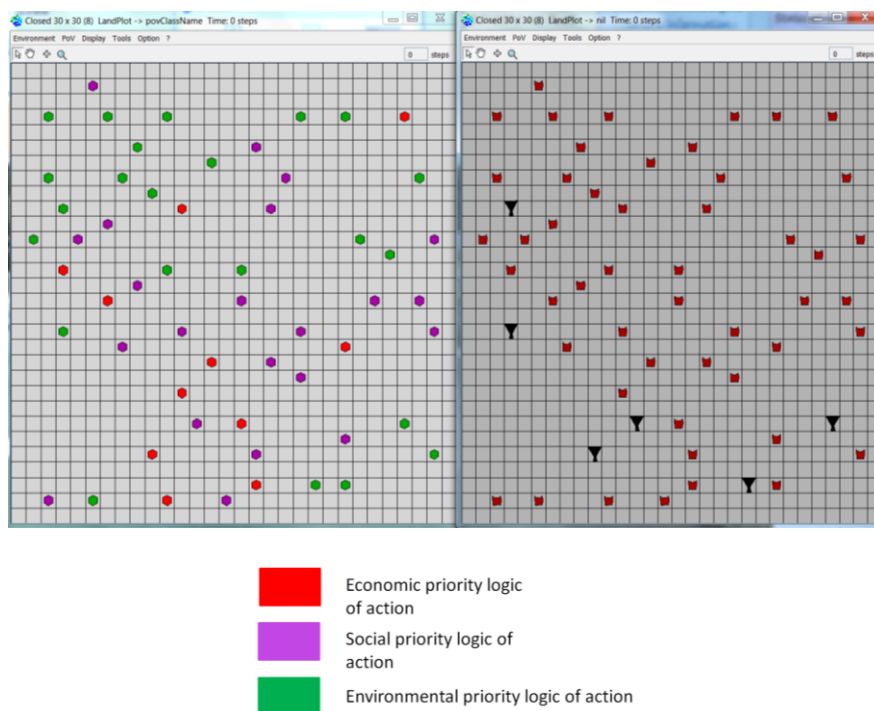 Closed 30 x 30 (8) LandPlot -> povClassName Time: 0 steps
Environment PoV Display Tools Option ?
0 steps
Closed 30 x 30 (8) LandPlot -> nil Time: 0 steps
Environment PoV Display Tools Option ?
0 steps
Economic priority logic
of action
Social priority logic of
action
Environmental priority logic of action